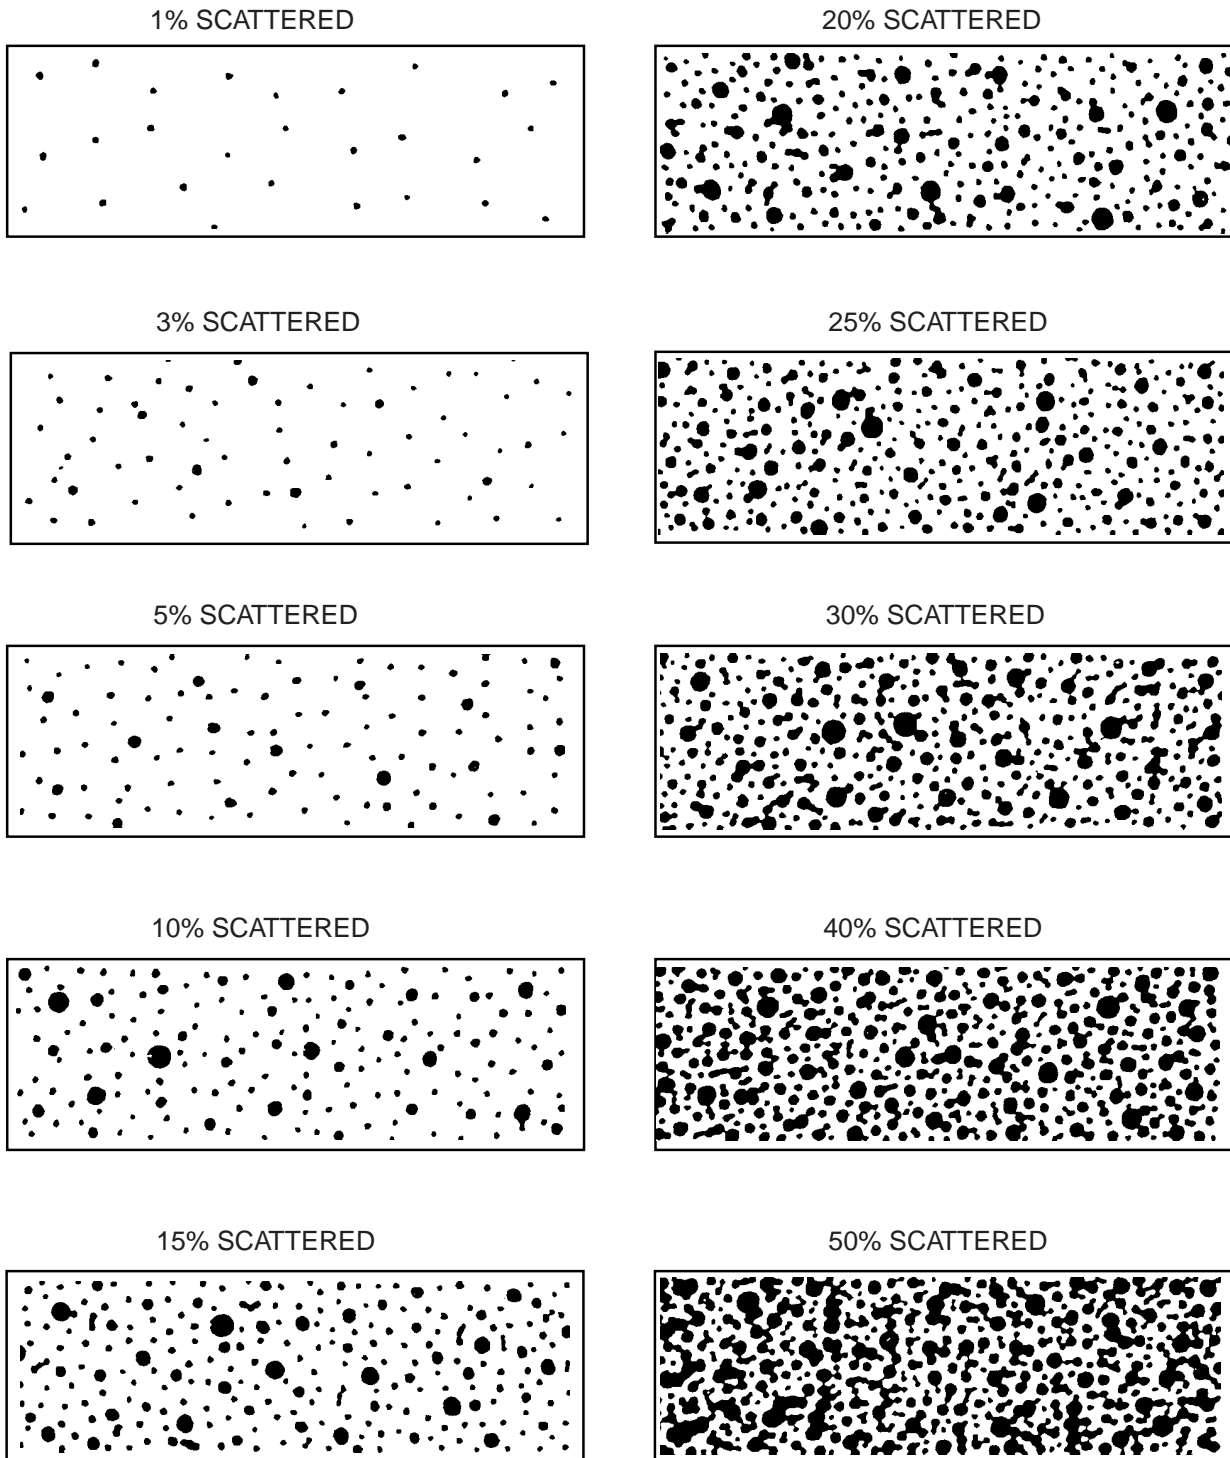 1% SCATTERED
20% SCATTERED
3% SCATTERED
25% SCATTERED
5% SCATTERED
30% SCATTERED
10% SCATTERED
40% SCATTERED
15% SCATTERED
50% SCATTERED